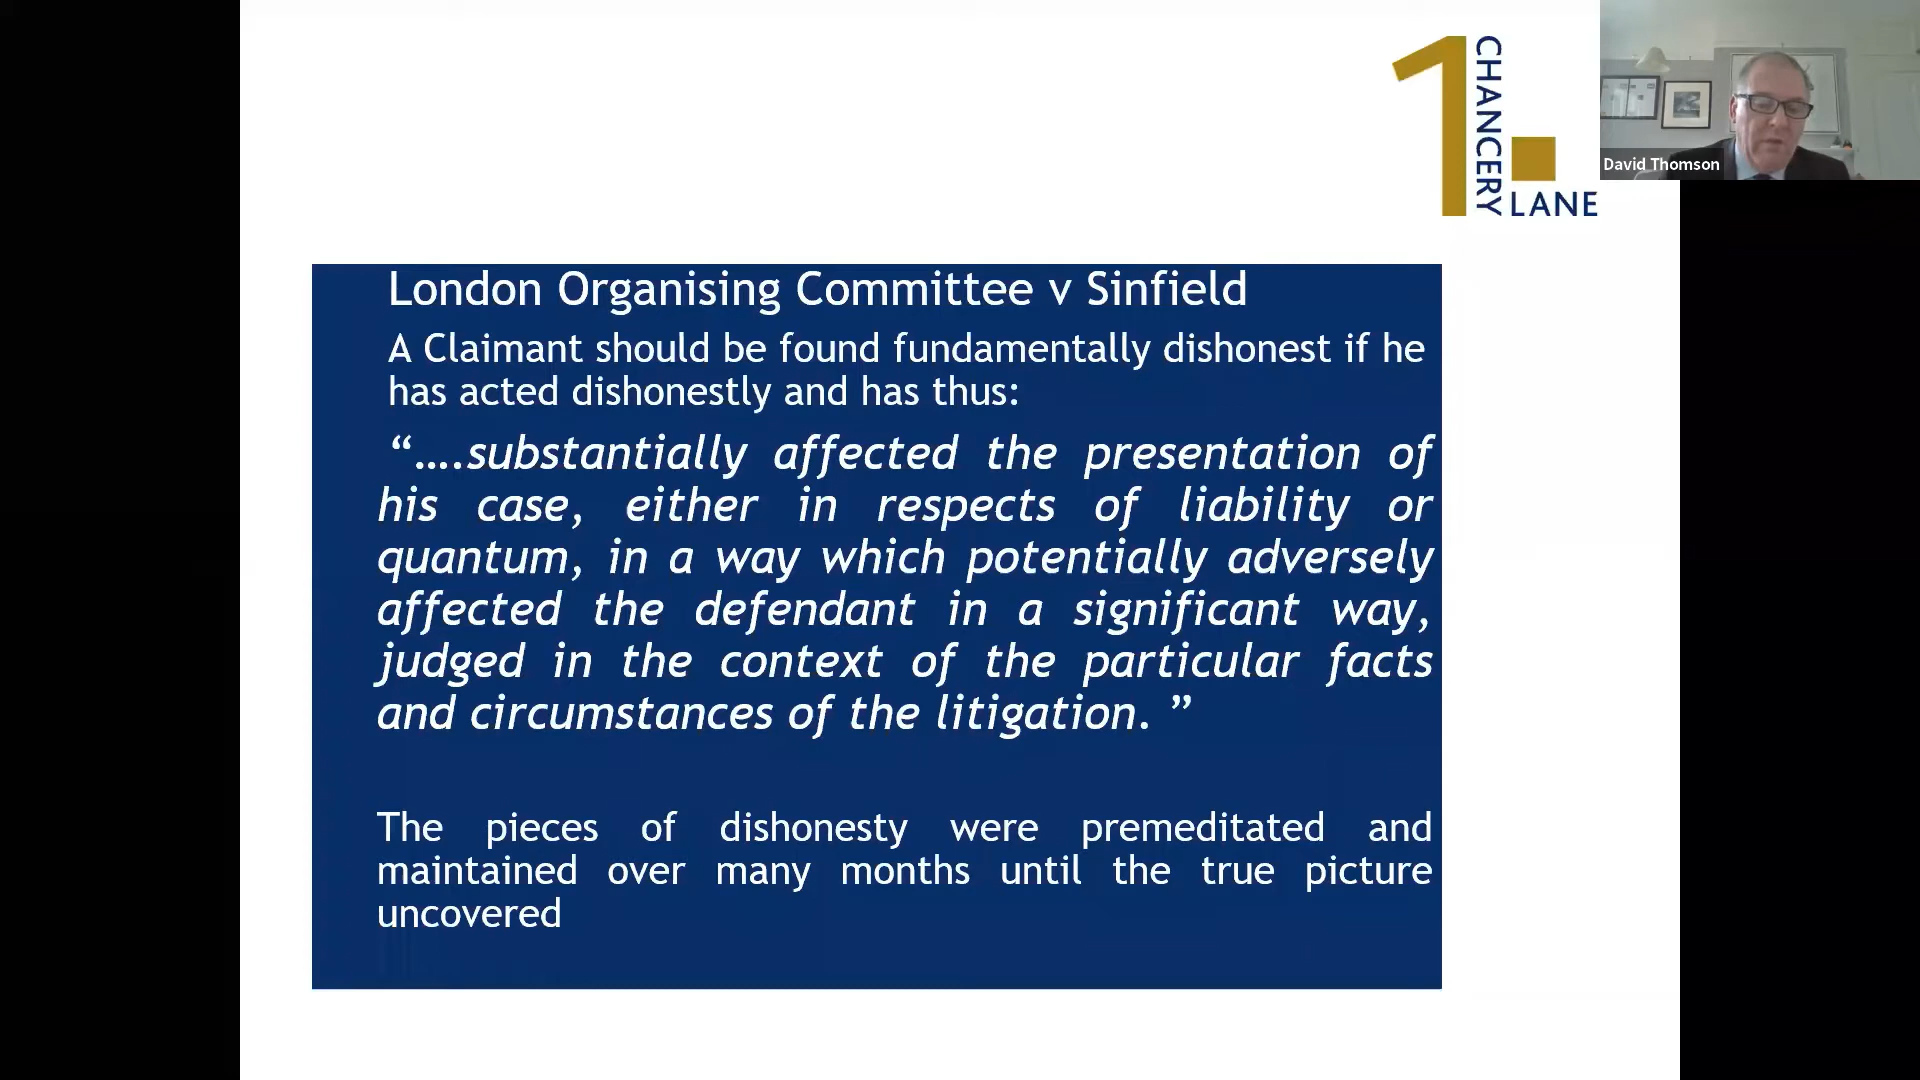 1 CHANCERY
LANE
David Thomson
London Organising Committee v Sinfield
A Claimant should be found fundamentally dishonest if he
has acted dishonestly and has thus:
“….substantially affected the presentation of
his case, either in respects of liability or
quantum, in a way which potentially adversely
affected the defendant in a significant way,
judged in the context of the particular facts
and circumstances of the litigation. ”
The pieces of dishonesty were premeditated and
maintained over many months until the true picture
uncovered